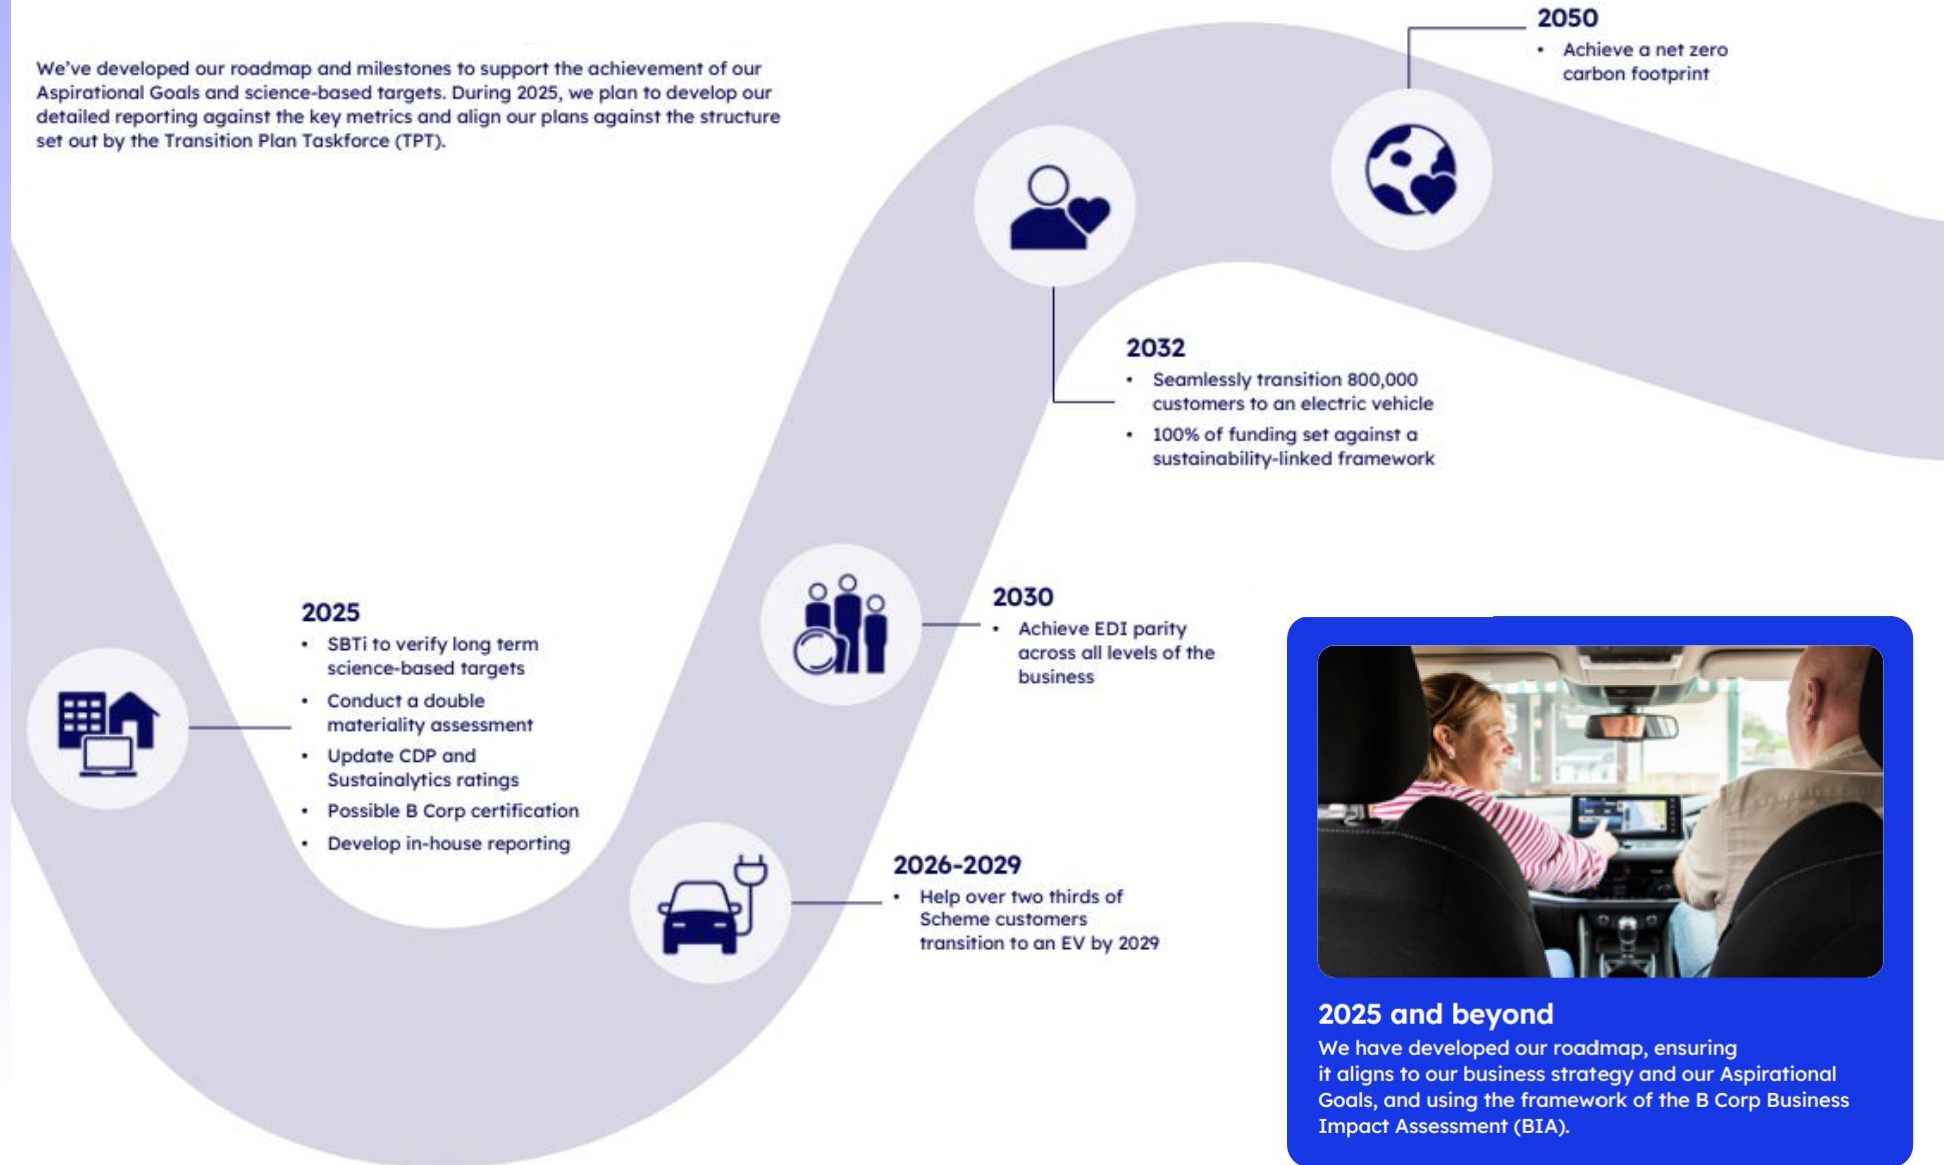 We've developed our roadmap and milestones to support the achievement of our
Aspirational Goals and science-based targets. During 2025, we plan to develop our
detailed reporting against the key metrics and align our plans against the structure
set out by the Transition Plan Taskforce (TPT).
2025
• SBTi to verify long term
science-based targets
• Conduct a double
materiality assessment
• Update CDP and
Sustainalytics ratings
• Possible B Corp certification
• Develop in-house reporting
2026-2029
• Help over two thirds of
Scheme customers
transition to an EV by 2029
2030
• Achieve EDI parity
across all levels of the
business
2032
• Seamlessly transition 800,000
customers to an electric vehicle
• 100% of funding set against a
sustainability-linked framework
2050
• Achieve a net zero
carbon footprint
2025 and beyond
We have developed our roadmap, ensuring
it aligns to our business strategy and our Aspirational
Goals, and using the framework of the B Corp Business
Impact Assessment (BIA).